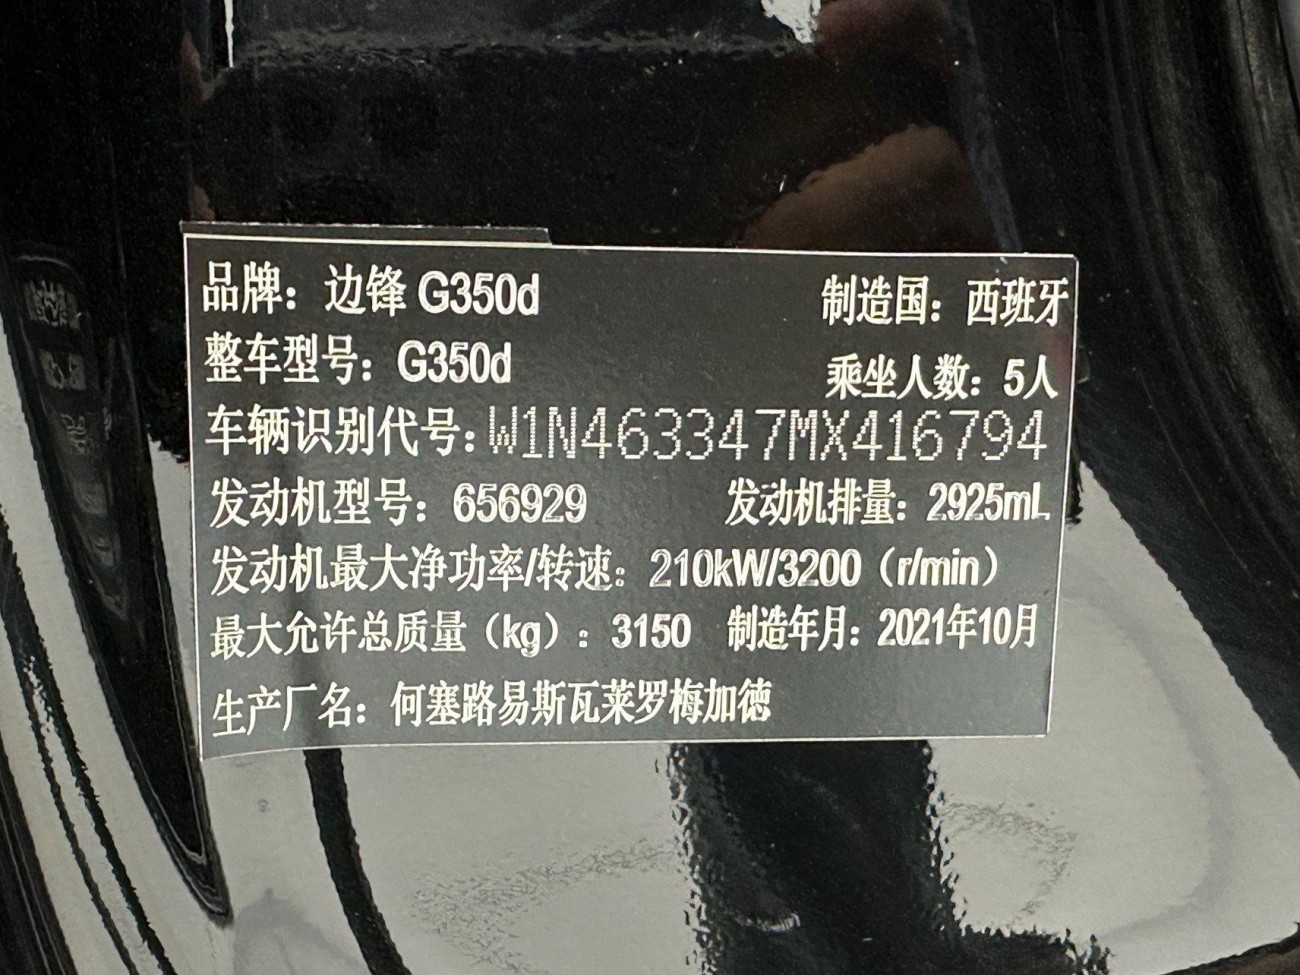 品牌：边锋 G350d 制造国：西班牙
整车型号：G350d 乘坐人数：5人
车辆识别代号：W1N463347MX416794
发动机型号：656929 发动机排量：2925mL
发动机最大净功率/转速：210kW/3200（r/min）
最大允许总质量（kg）：3150 制造年月：2021年10月
生产厂名：何塞路易斯瓦莱罗梅加德